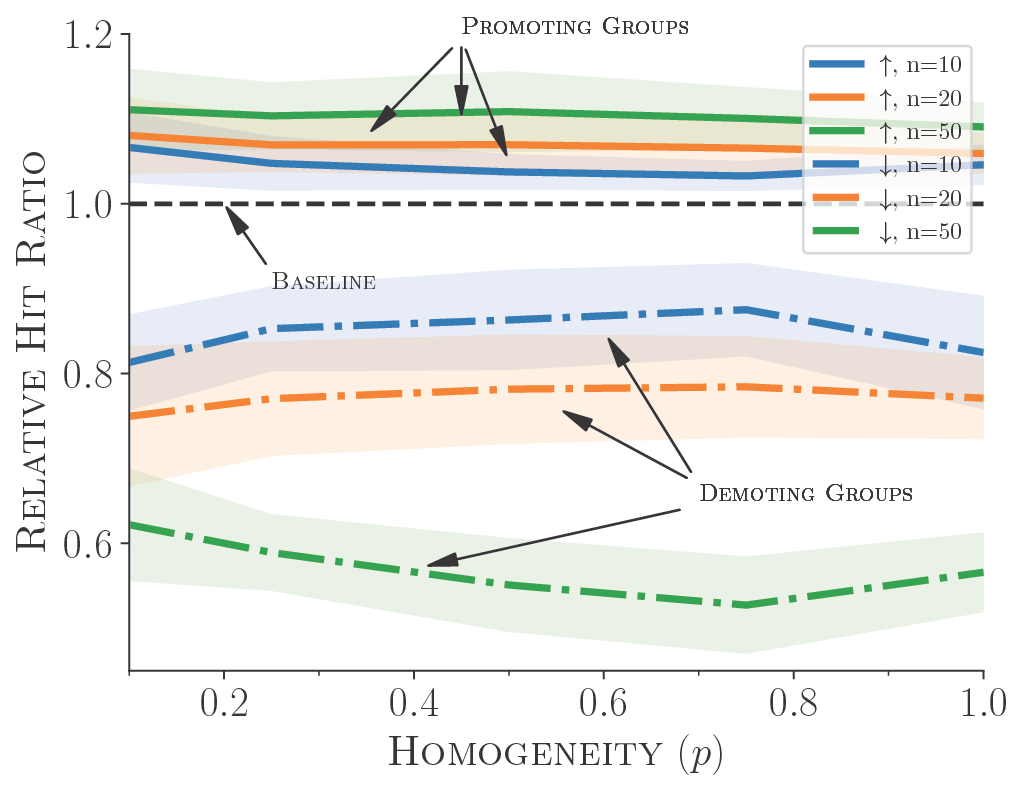 Promoting Groups
1.2
1.0
0.8
0.6
Relative Hit Ratio
↑, n=10
↑, n=20
↑, n=50
↓, n=10
↓, n=20
↓, n=50
Baseline
Demoting Groups
0.2 0.4 0.6 0.8 1.0
Homogeneity (p)